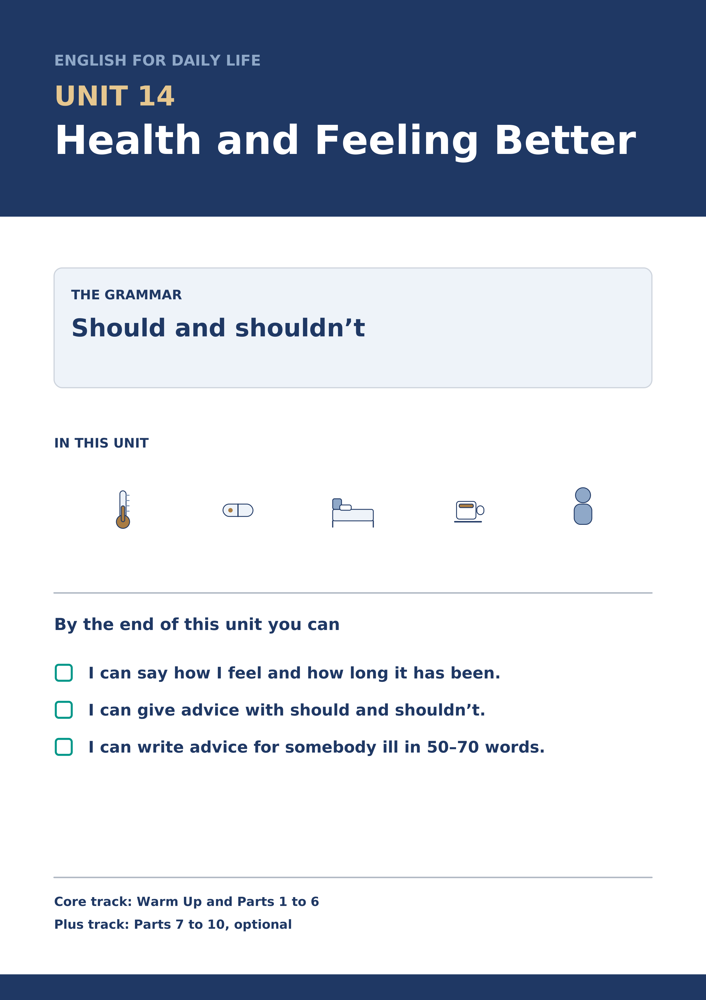 ENGLISH FOR DAILY LIFE
UNIT 14
Health and Feeling Better
THE GRAMMAR
Should and shouldn’t
IN THIS UNIT
By the end of this unit you can
I can say how I feel and how long it has been.
I can give advice with should and shouldn’t.
I can write advice for somebody ill in 50–70 words.
Core track: Warm Up and Parts 1 to 6
Plus track: Parts 7 to 10, optional